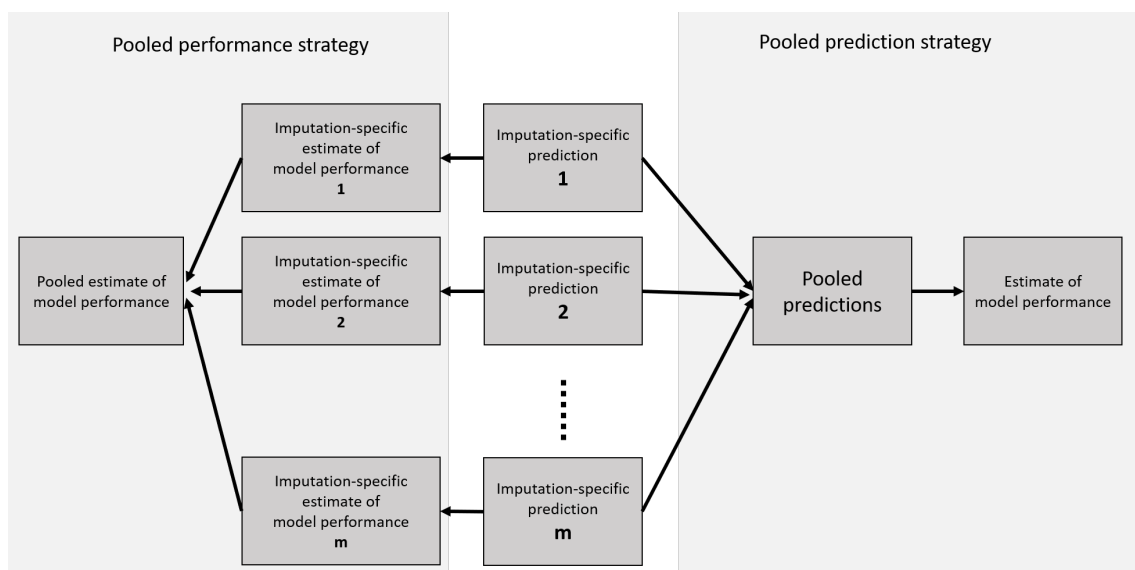 Pooled performance strategy
Pooled prediction strategy
Imputation-specific
estimate of
model performance
1
Imputation-specific
prediction
1
Pooled estimate of
model performance
Imputation-specific
estimate of
model performance
2
Imputation-specific
prediction
2
Pooled
predictions
Estimate of
model performance
Imputation-specific
estimate of
model performance
m
Imputation-specific
prediction
m